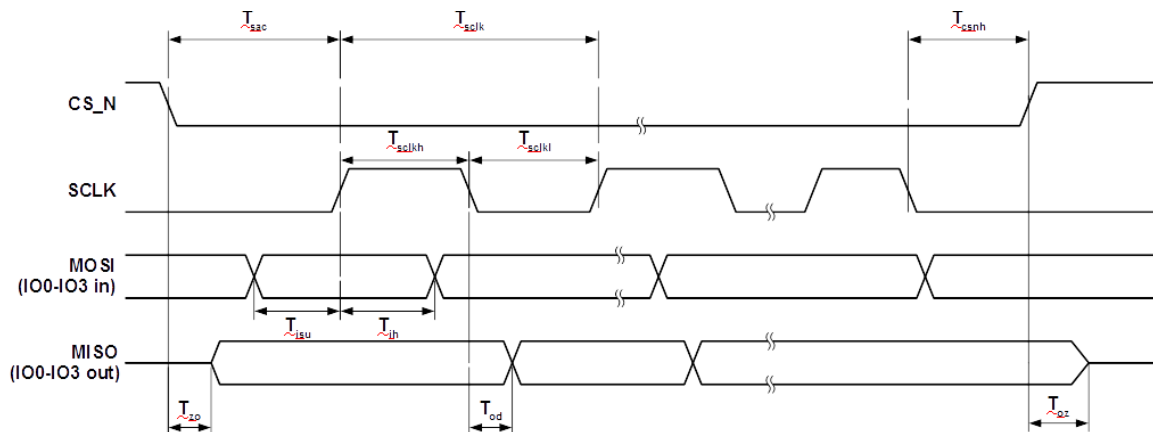 Tsac
Tsclk
Tcsnh
CS_N
Tsclkh
Tsclkl
SCLK
MOSI
(IO0-IO3 in)
Tisu
Tih
MISO
(IO0-IO3 out)
Tzo
Tod
Toz